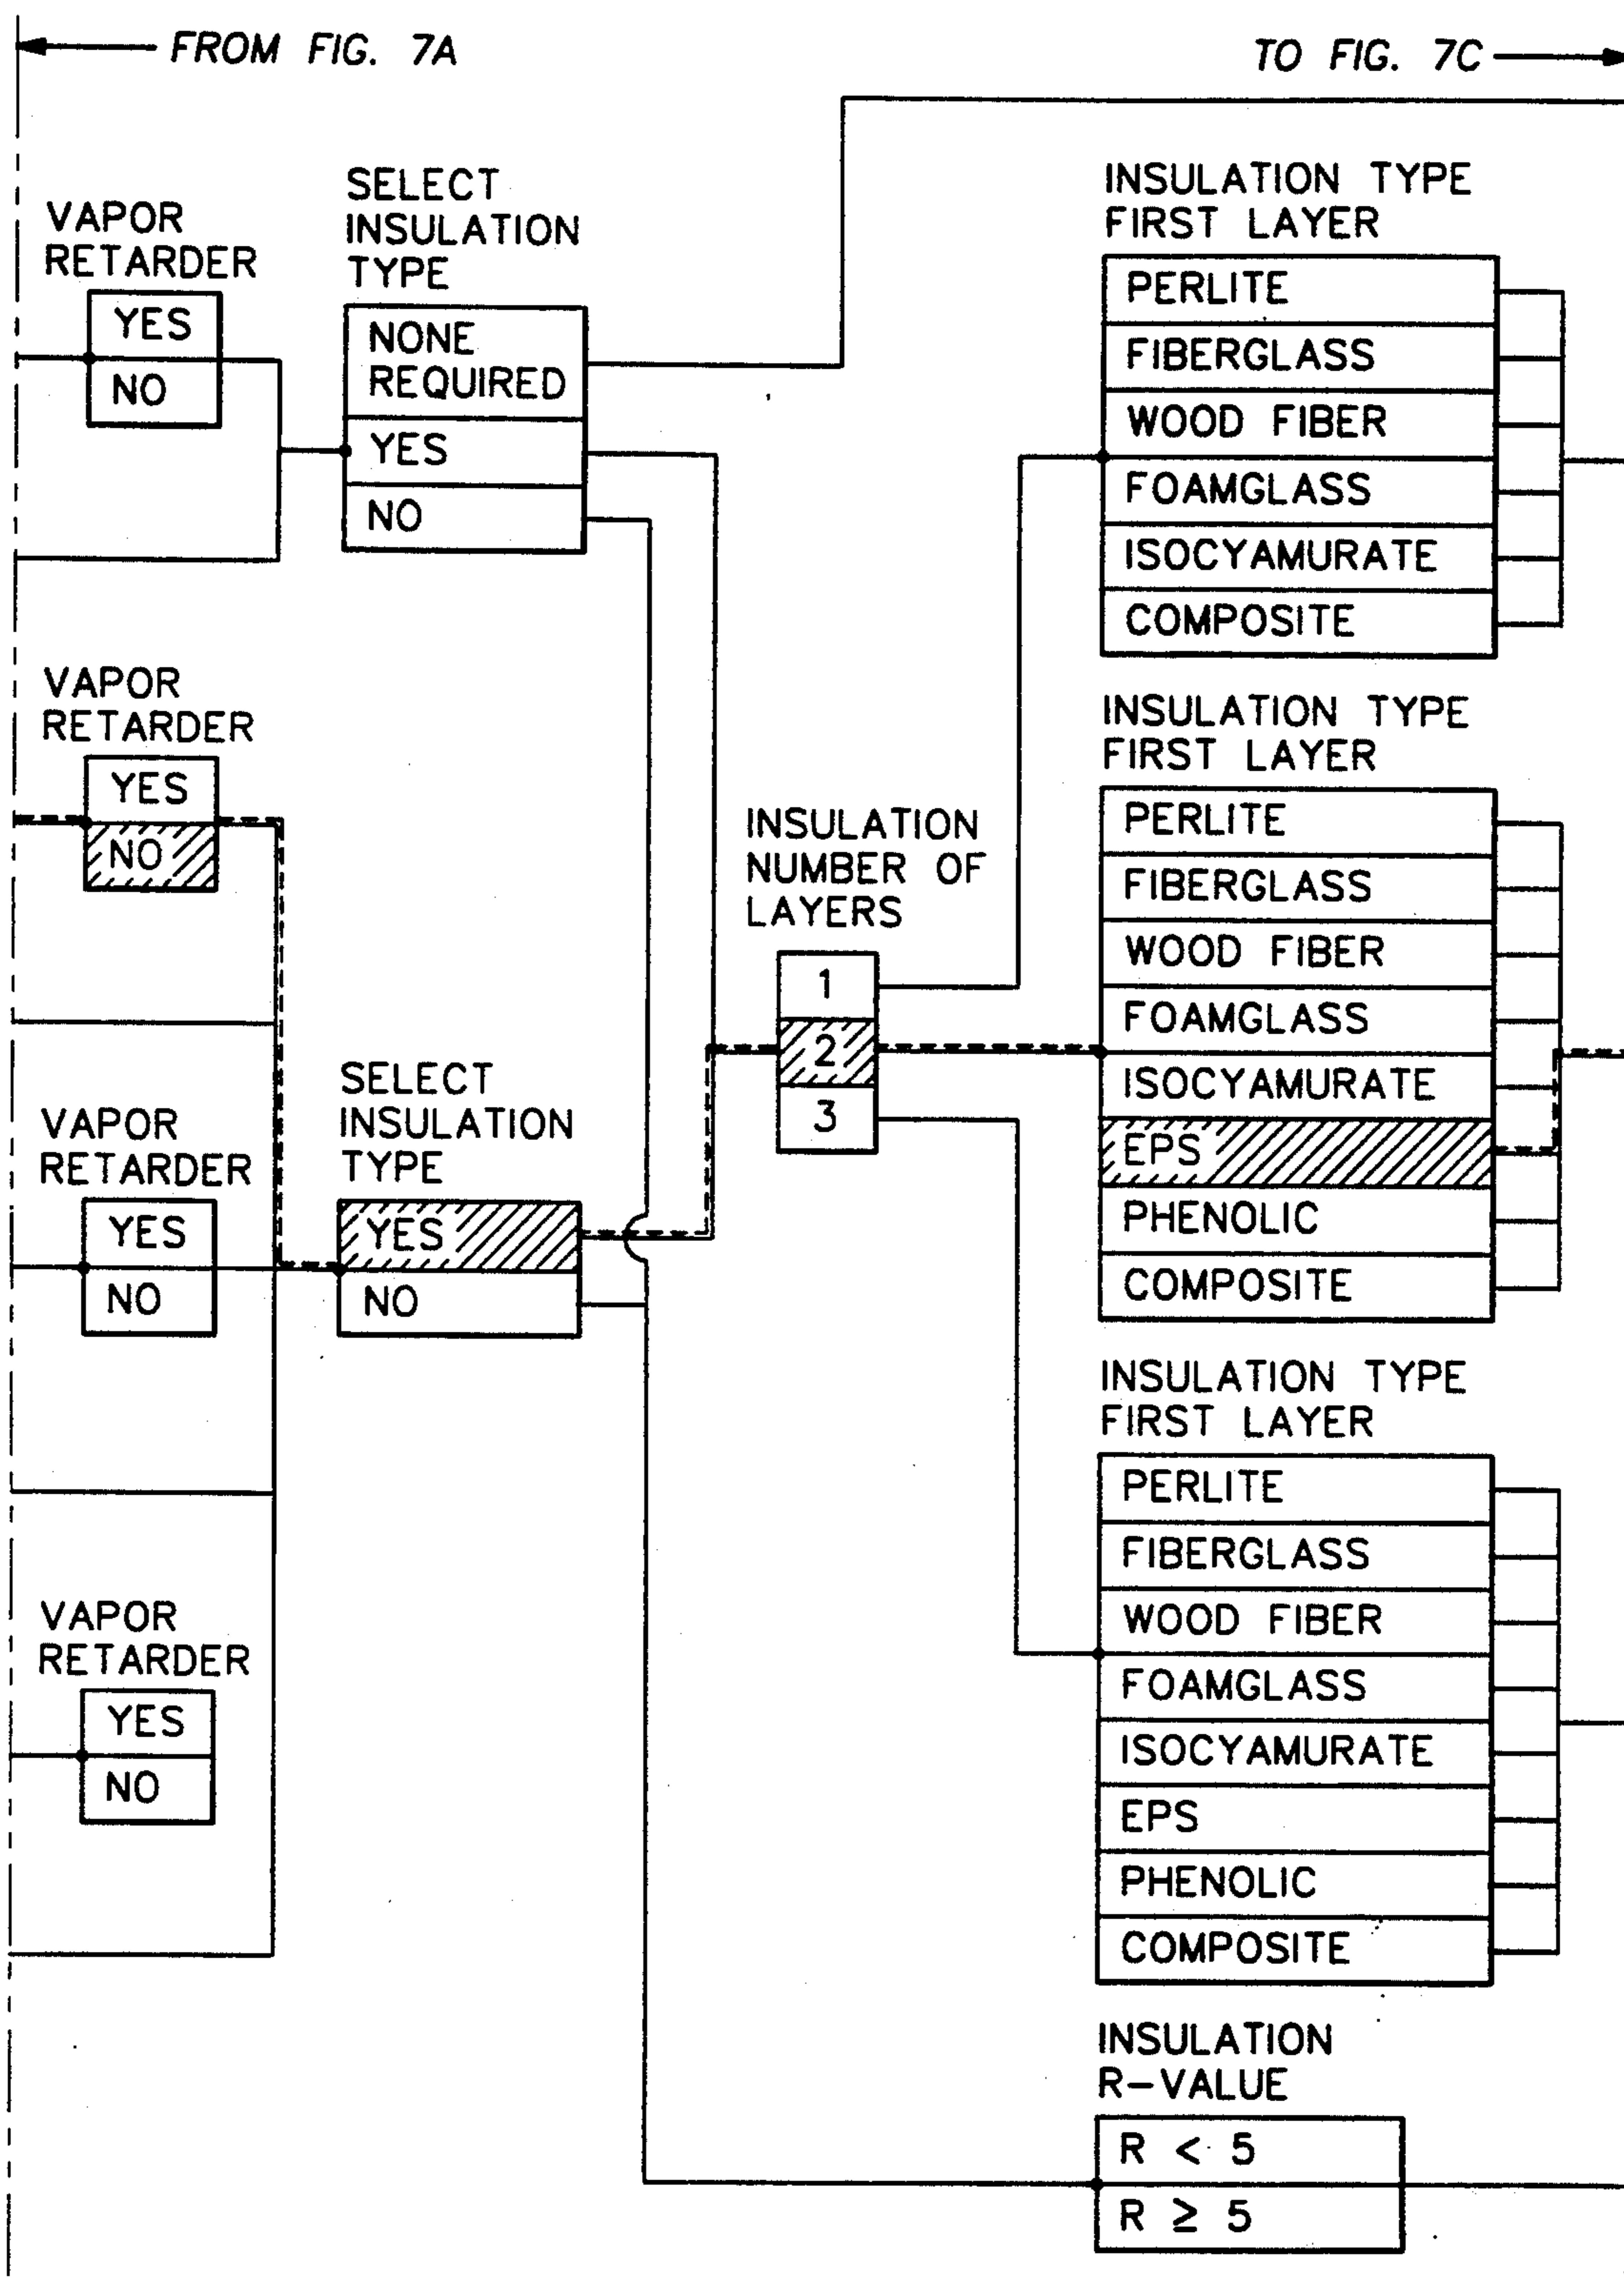 FROM FIG. 7A
TO FIG. 7C
VAPOR
RETARDER
YES
NO
SELECT
INSULATION
TYPE
NONE
REQUIRED
YES
NO
INSULATION TYPE
FIRST LAYER
PERLITE
FIBERGLASS
WOOD FIBER
FOAMGLASS
ISOCYAMURATE
COMPOSITE
VAPOR
RETARDER
YES
NO
INSULATION
NUMBER OF
LAYERS
1
2
3
INSULATION TYPE
FIRST LAYER
PERLITE
FIBERGLASS
WOOD FIBER
FOAMGLASS
ISOCYAMURATE
EPS
PHENOLIC
COMPOSITE
VAPOR
RETARDER
YES
NO
SELECT
INSULATION
TYPE
YES
NO
INSULATION TYPE
FIRST LAYER
PERLITE
FIBERGLASS
WOOD FIBER
FOAMGLASS
ISOCYAMURATE
EPS
PHENOLIC
COMPOSITE
VAPOR
RETARDER
YES
NO
INSULATION
R-VALUE
R < 5
R ≥ 5